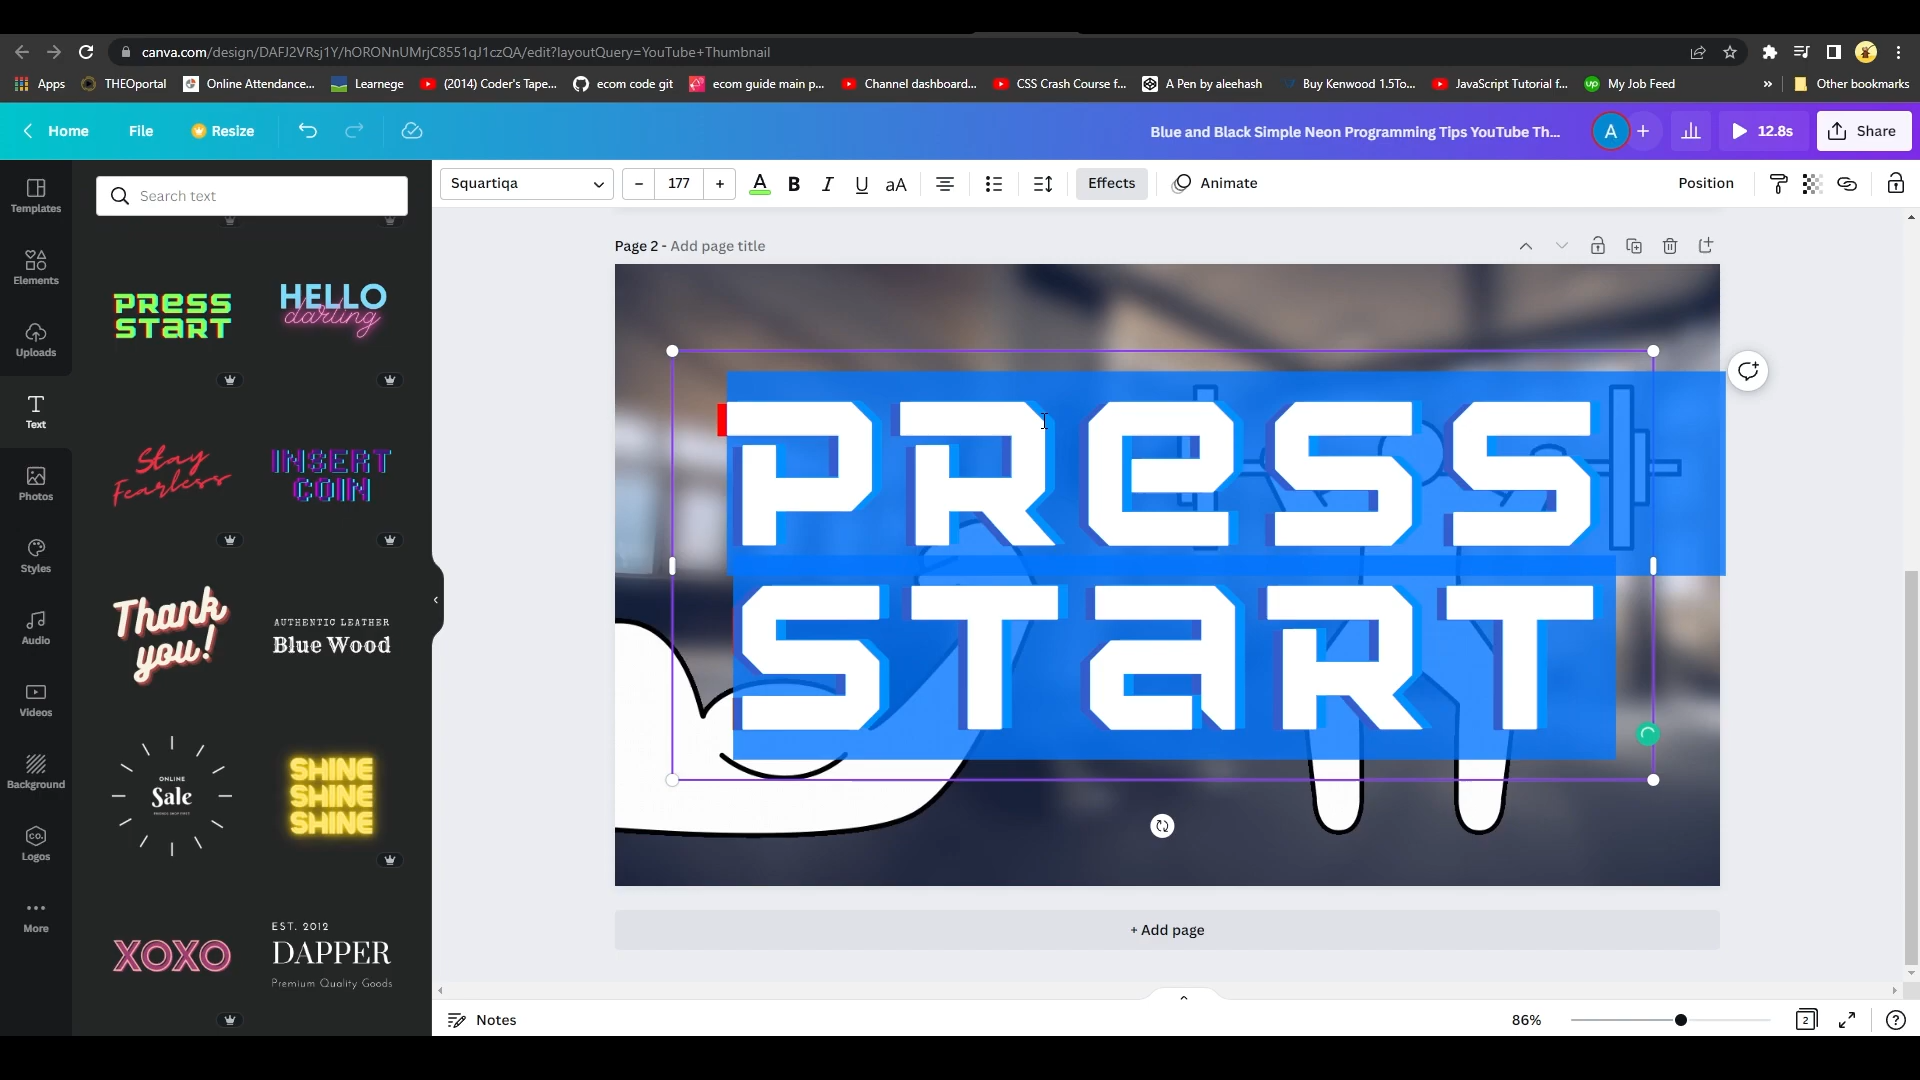 canva.com/design/DAFJ2VRsj1Y/hORONnUMrjC8551qJ1czQA/edit?layoutQuery=YouTube+Thumbnail
Apps THEOportal Online Attendance... Learnege (2014) Coder's Tape... ecom code git ecom guide main p... Channel dashboard... CSS Crash Course f... A Pen by aleehash Buy Kenwood 1.5To... JavaScript Tutorial f... My Job Feed » Other bookmarks
Home File Resize Blue and Black Simple Neon Programming Tips YouTube Th... A + 12.8s Share
Squartiqa – 177 + A B I U aA Effects Animate Position
Search text
Templates
Elements
Uploads
Text
Photos
Styles
Audio
Videos
Background
CO.
Logos
More
PRESS
START
HELLO
darling
Stay
Fearless
INSERT
COIN
Thank
you!
AUTHENTIC LEATHER
Blue Wood
ONLINE
Sale
SHINE
SHINE
SHINE
XOXO
EST. 2012
DAPPER
Premium Quality Goods
Page 2 - Add page title
PRESS
START
+ Add page
Notes 86% 2